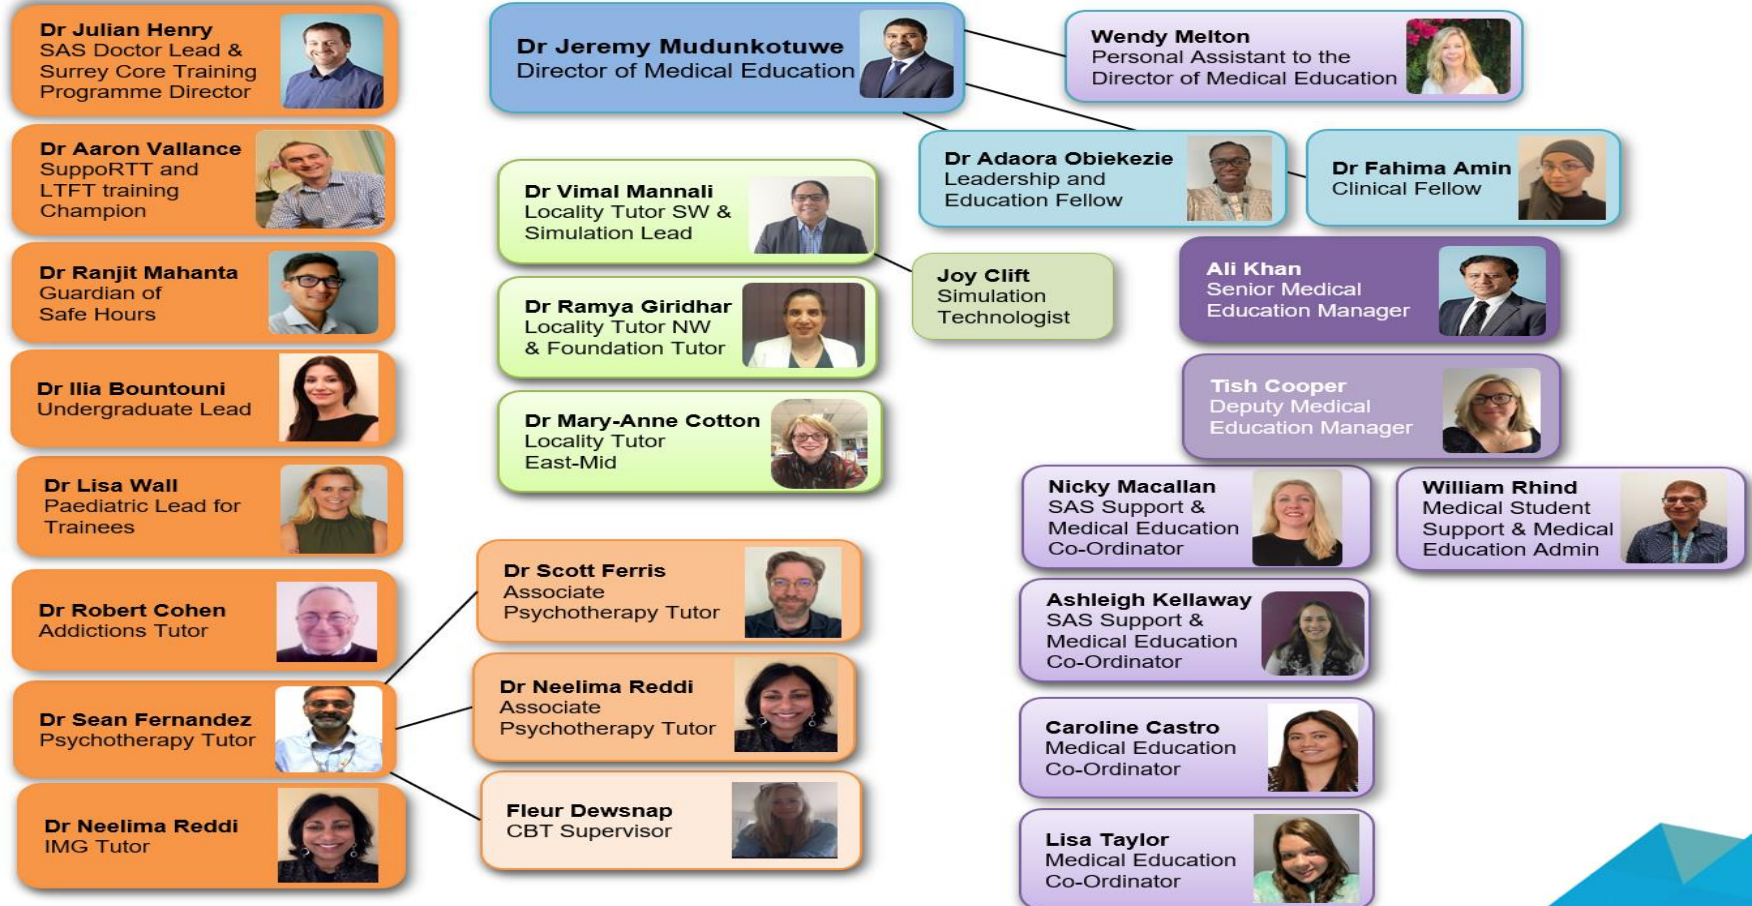 Dr Julian Henry
SAS Doctor Lead &
Surrey Core Training
Programme Director
Dr Aaron Vallance
SuppoRTT and
LTFT training
Champion
Dr Ranjit Mahanta
Guardian of
Safe Hours
Dr Ilia Bountouni
Undergraduate Lead
Dr Lisa Wall
Paediatric Lead for
Trainees
Dr Robert Cohen
Addictions Tutor
Dr Sean Fernandez
Psychotherapy Tutor
Dr Neelima Reddi
IMG Tutor
Dr Jeremy Mudunkotuwe
Director of Medical Education
Wendy Melton
Personal Assistant to the
Director of Medical Education
Dr Adaora Obiekezie
Leadership and
Education Fellow
Dr Fahima Amin
Clinical Fellow
Dr Vimal Mannali
Locality Tutor SW &
Simulation Lead
Joy Clift
Simulation
Technologist
Dr Ramya Giridhar
Locality Tutor NW
& Foundation Tutor
Dr Mary-Anne Cotton
Locality Tutor
East-Mid
Dr Scott Ferris
Associate
Psychotherapy Tutor
Dr Neelima Reddi
Associate
Psychotherapy Tutor
Fleur Dewsnap
CBT Supervisor
Ali Khan
Senior Medical
Education Manager
Tish Cooper
Deputy Medical
Education Manager
Nicky Macallan
SAS Support &
Medical Education
Co-Ordinator
William Rhind
Medical Student
Support & Medical
Education Admin
Ashleigh Kellaway
SAS Support &
Medical Education
Co-Ordinator
Caroline Castro
Medical Education
Co-Ordinator
Lisa Taylor
Medical Education
Co-Ordinator